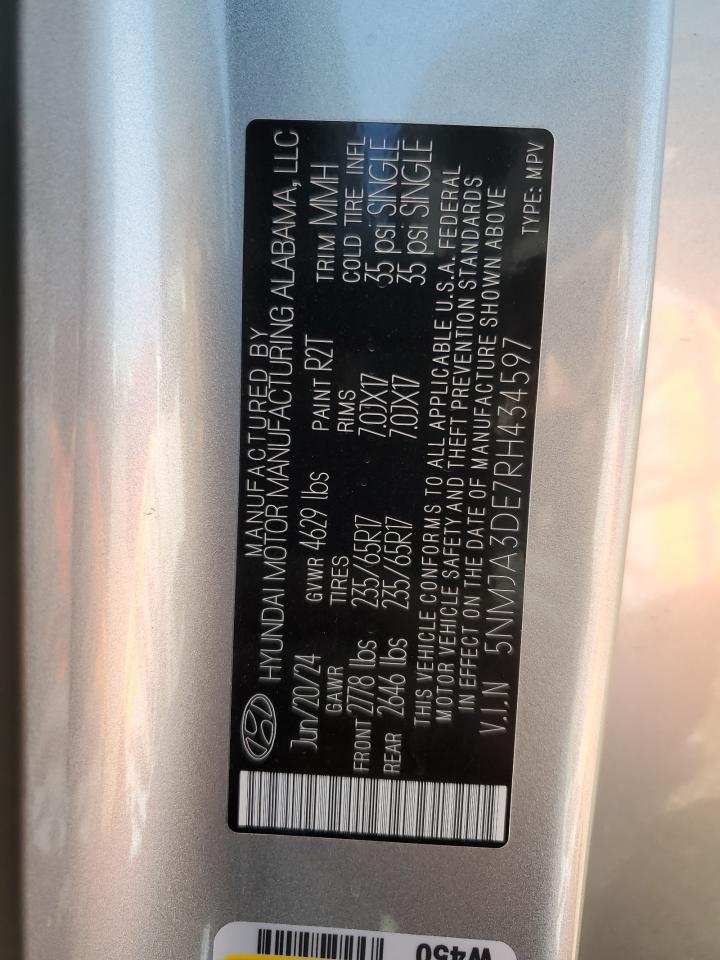 MANUFACTURED BY
HYUNDAI MOTOR MANUFACTURING ALABAMA, LLC
Jun/20/24 GVWR 4629 lbs PAINT R2T TRIM MMH
GAWR TIRES RIMS COLD TIRE INFL
FRONT 2778 lbs 235/65R17 7.0JX17 35 psi SINGLE
REAR 2646 lbs 235/65R17 7.0JX17 35 psi SINGLE
THIS VEHICLE CONFORMS TO ALL APPLICABLE U.S.A. FEDERAL
MOTOR VEHICLE SAFETY AND THEFT PREVENTION STANDARDS
IN EFFECT ON THE DATE OF MANUFACTURE SHOWN ABOVE
V.I.N 5NMJA3DE7RH434597 TYPE: MPV
W450